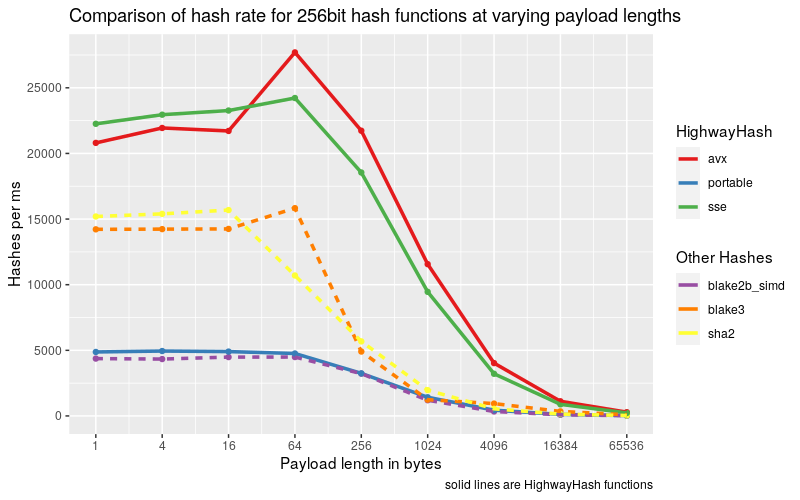 Comparison of hash rate for 256bit hash functions at varying payload lengths
Hashes per ms
25000
20000
15000
10000
5000
0
1 4 16 64 256 1024 4096 16384 65536
Payload length in bytes
solid lines are HighwayHash functions
HighwayHash
avx
portable
sse
Other Hashes
blake2b_simd
blake3
sha2